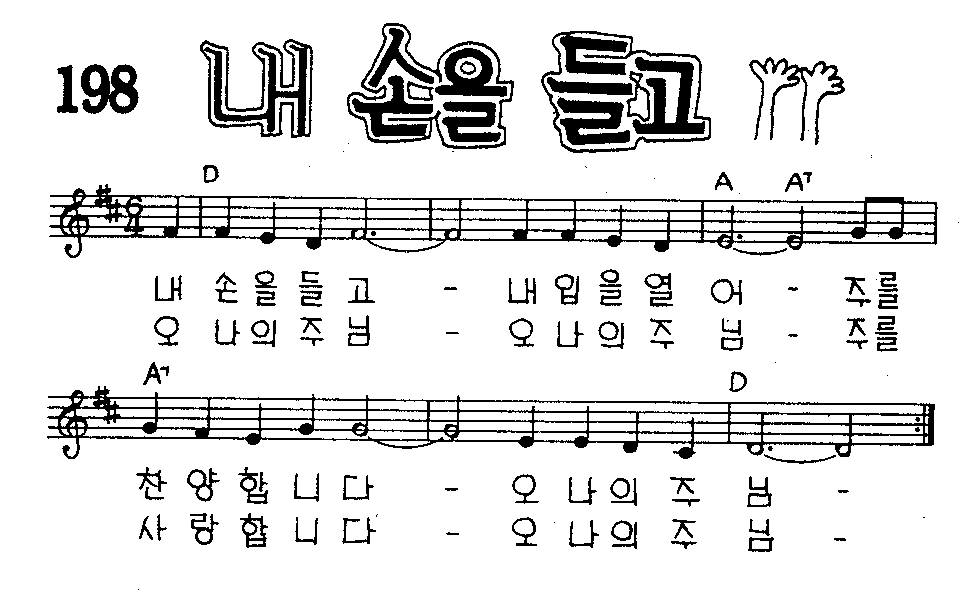 198 내 손을 들고
D A A7
6/4
내 손을들고 - 내입을열 어 - 주를
오 나의주님 - 오나의주 님 - 주를
A7 D
찬양합니다 - 오나의주 님 -
사랑합니다 - 오나의주 님 -